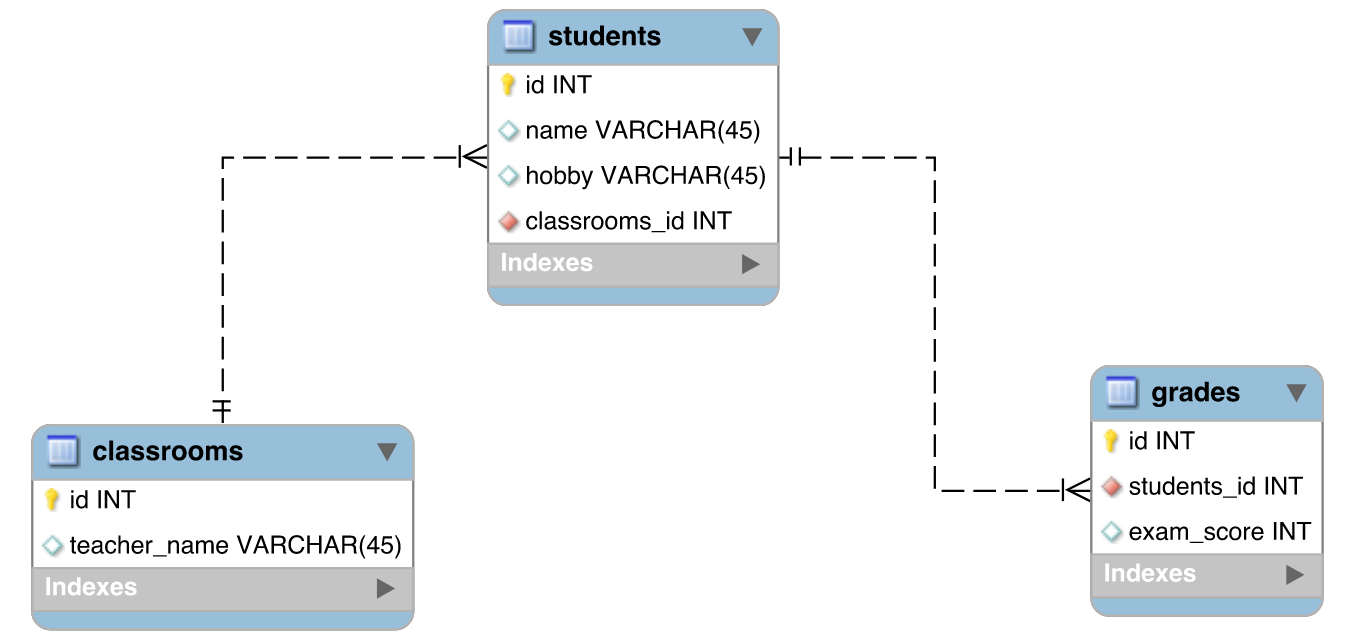 students
id INT
name VARCHAR(45)
hobby VARCHAR(45)
classrooms_id INT
Indexes
classrooms
id INT
teacher_name VARCHAR(45)
Indexes
grades
id INT
students_id INT
exam_score INT
Indexes